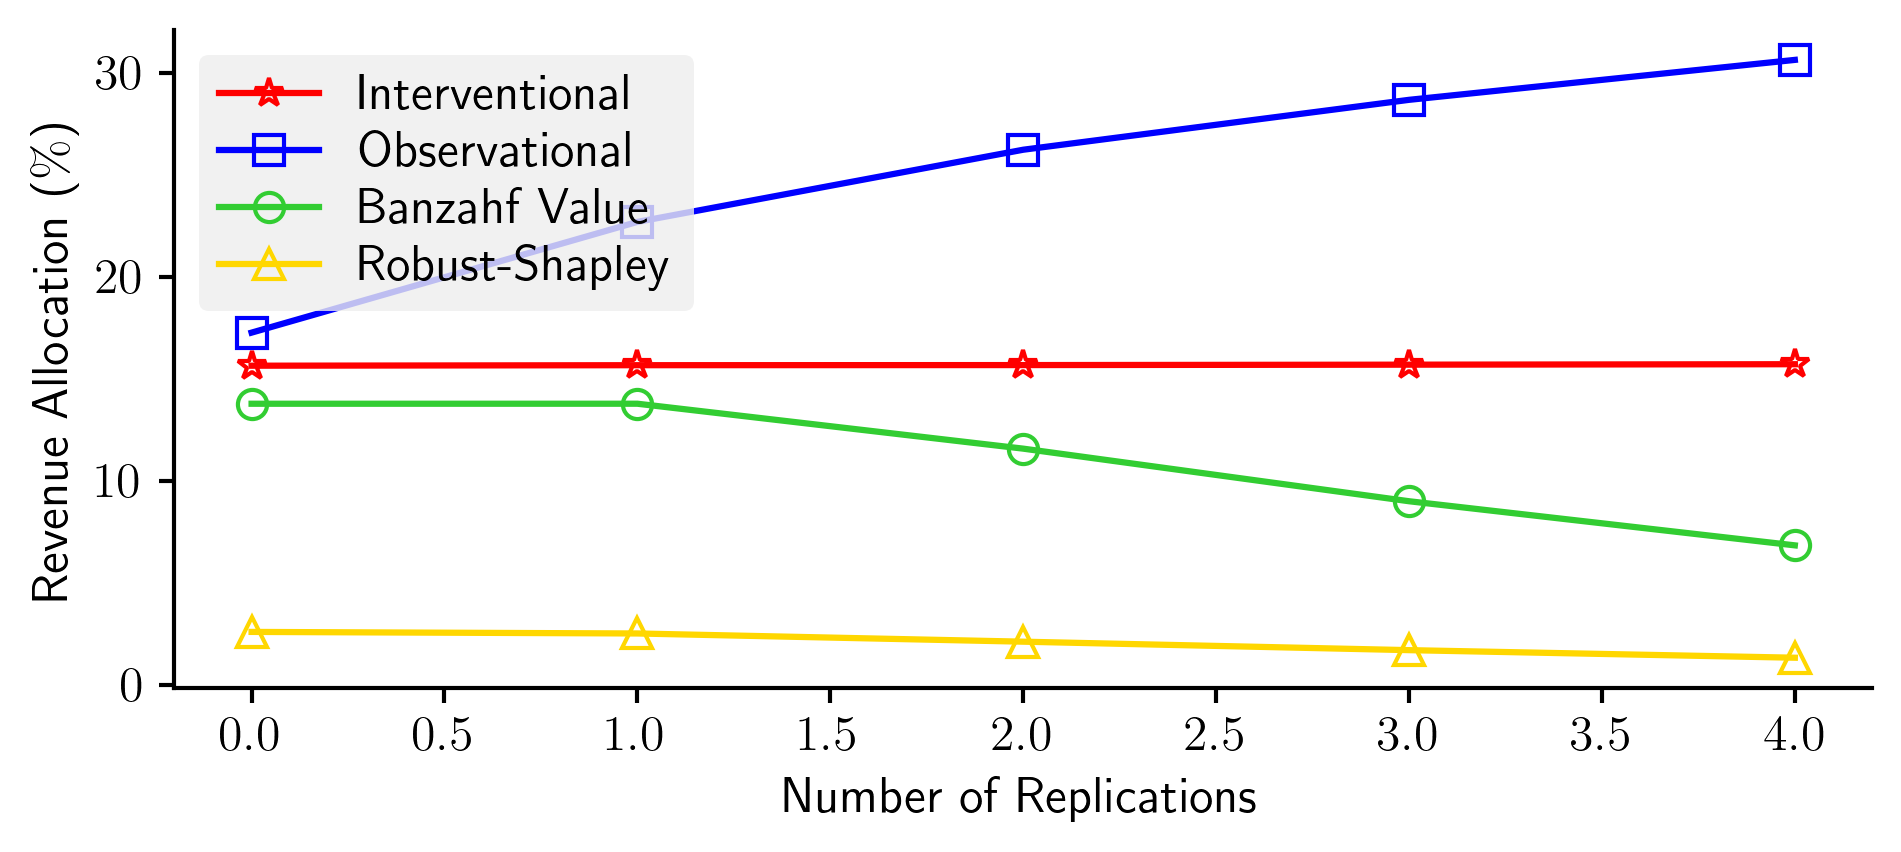 Revenue Allocation (%)
30
20
10
0
Interventional
Observational
Banzahf Value
Robust-Shapley
0.0 0.5 1.0 1.5 2.0 2.5 3.0 3.5 4.0
Number of Replications